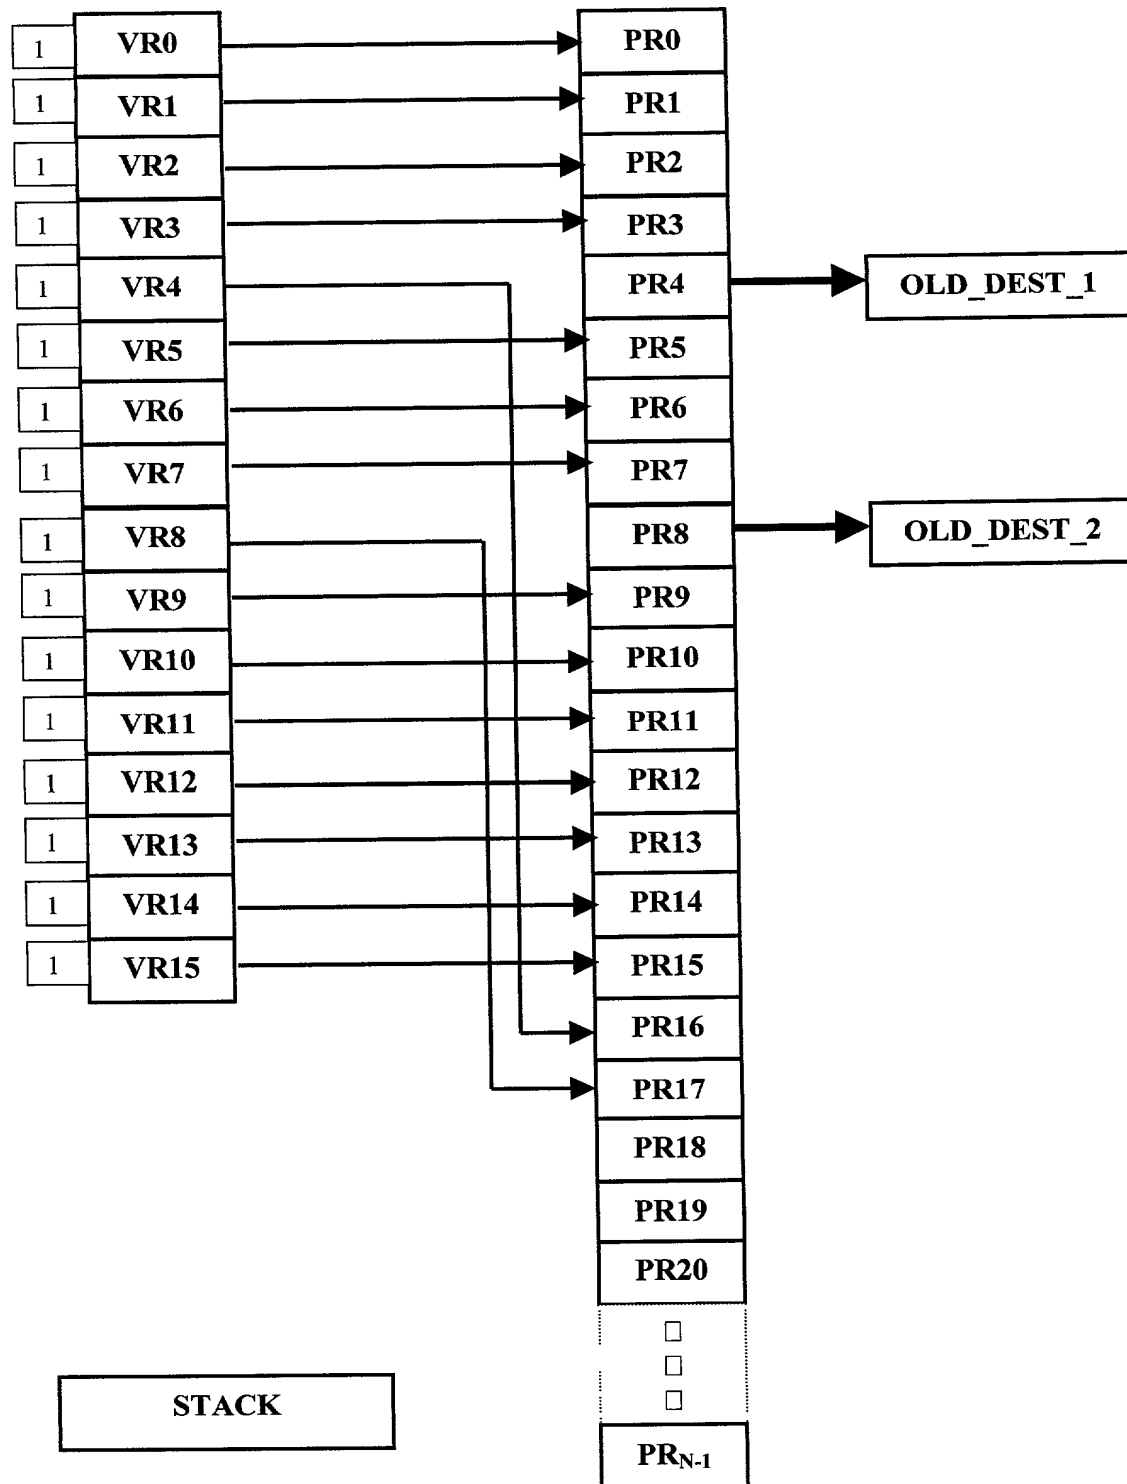 1 VR0 PR0
1 VR1 PR1
1 VR2 PR2
1 VR3 PR3
1 VR4 PR4 OLD_DEST_1
1 VR5 PR5
1 VR6 PR6
1 VR7 PR7
1 VR8 PR8 OLD_DEST_2
1 VR9 PR9
1 VR10 PR10
1 VR11 PR11
1 VR12 PR12
1 VR13 PR13
1 VR14 PR14
1 VR15 PR15
PR16
PR17
PR18
PR19
PR20
STACK
PRN-1